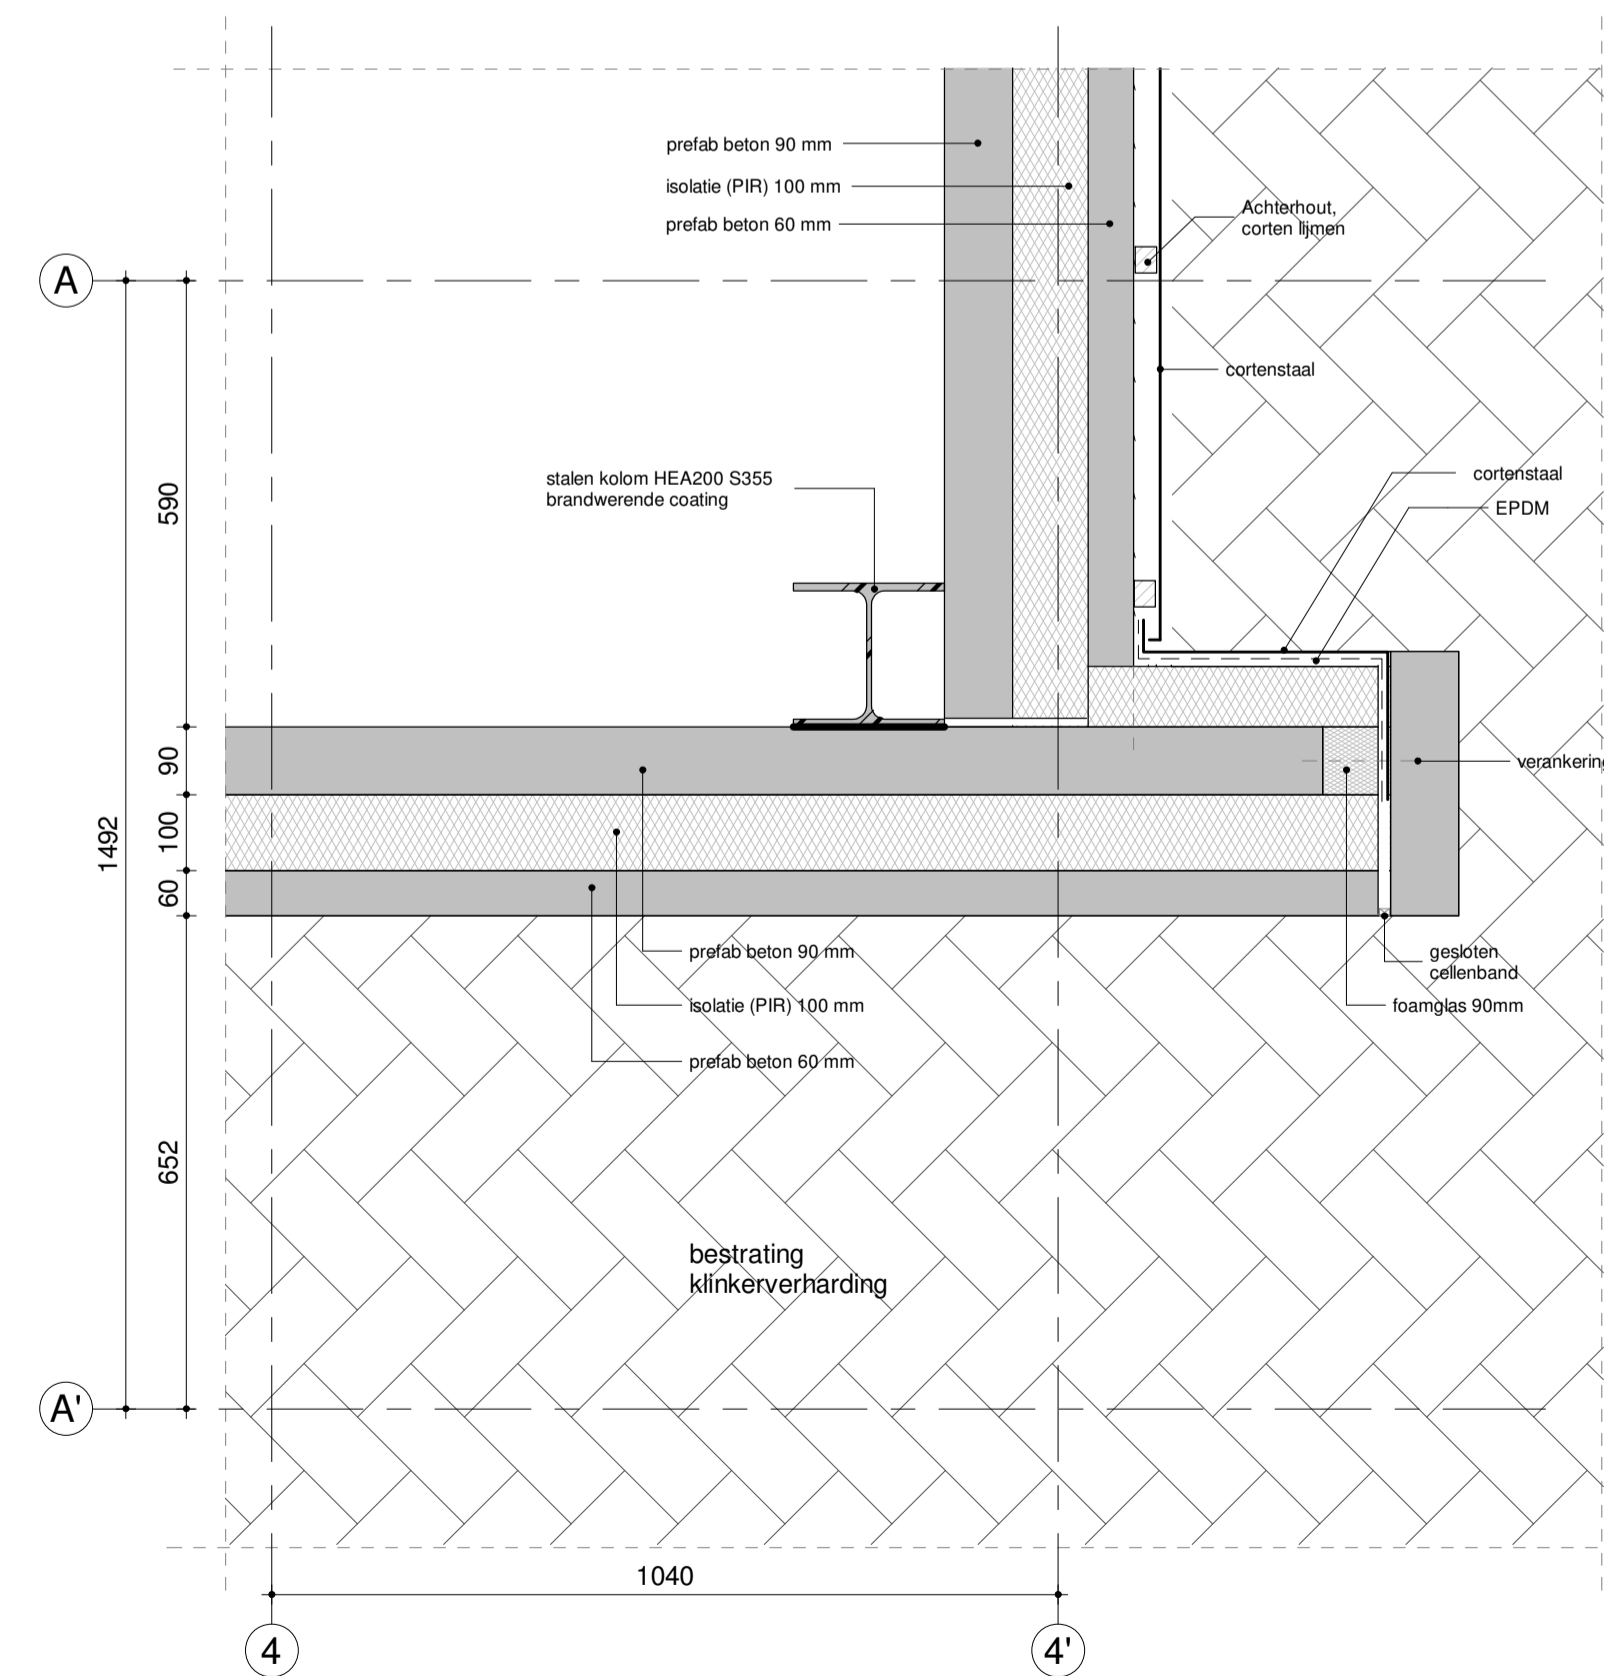 prefab beton 90 mm
isolatie (PIR) 100 mm
prefab beton 60 mm
Achterhout,
corten lijmen
A
cortenstaal
stalen kolom HEA200 S355
brandwerende coating
cortenstaal
EPDM
590
90
verankering
100
1492
60
prefab beton 90 mm
gesloten
cellenband
isolatie (PIR) 100 mm
foamglas 90mm
prefab beton 60 mm
652
bestrating
klinkerverharding
A'
1040
4
4'